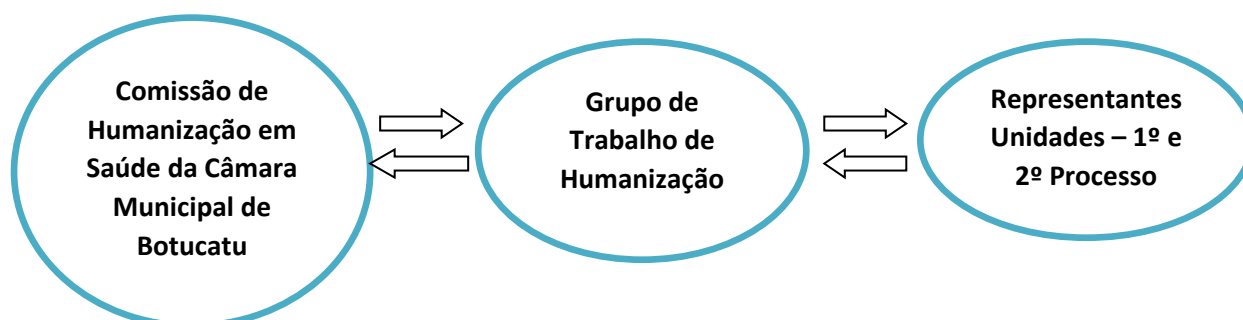 Comissão de
Humanização em
Saúde da Câmara
Municipal de
Botucatu
Grupo de
Trabalho de
Humanização
Representantes
Unidades – 1º e
2º Processo